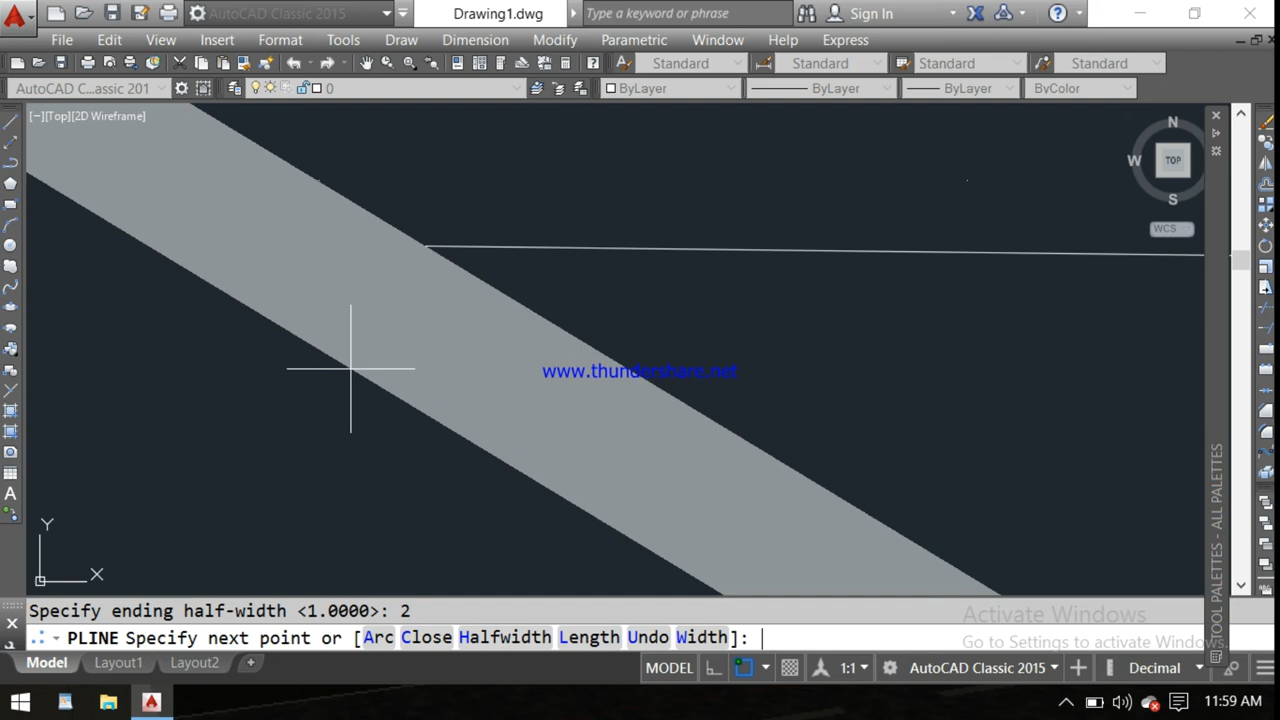 AutoCAD Classic 2015
Drawing1.dwg
Type a keyword or phrase
Sign In
File Edit View Insert Format Tools Draw Dimension Modify Parametric Window Help Express
Standard Standard Standard Standard
AutoCAD C...assic 201 0 ByLayer ByLayer ByLayer ByColor
[−][Top][2D Wireframe]
N
W TOP
S
WCS
www.thundershare.net
Y
X
TOOL PALETTES - ALL PALETTES
Specify ending half-width <1.0000>: 2
PLINE Specify next point or [Arc Close Halfwidth Length Undo Width]:
Activate Windows
Go to Settings to activate Windows.
Model Layout1 Layout2 +
MODEL 1:1 AutoCAD Classic 2015 Decimal
11:59 AM